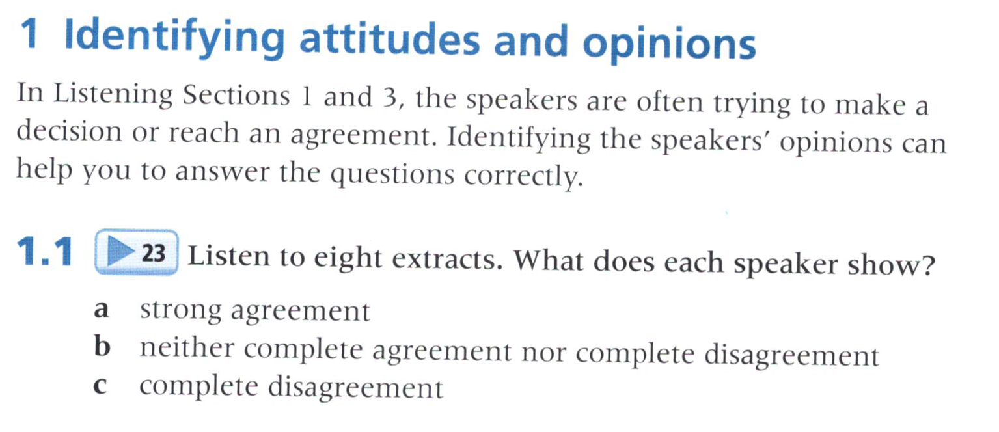 1 Identifying attitudes and opinions
In Listening Sections 1 and 3, the speakers are often trying to make a
decision or reach an agreement. Identifying the speakers’ opinions can
help you to answer the questions correctly.
1.1 23 Listen to eight extracts. What does each speaker show?
a strong agreement
b neither complete agreement nor complete disagreement
c complete disagreement